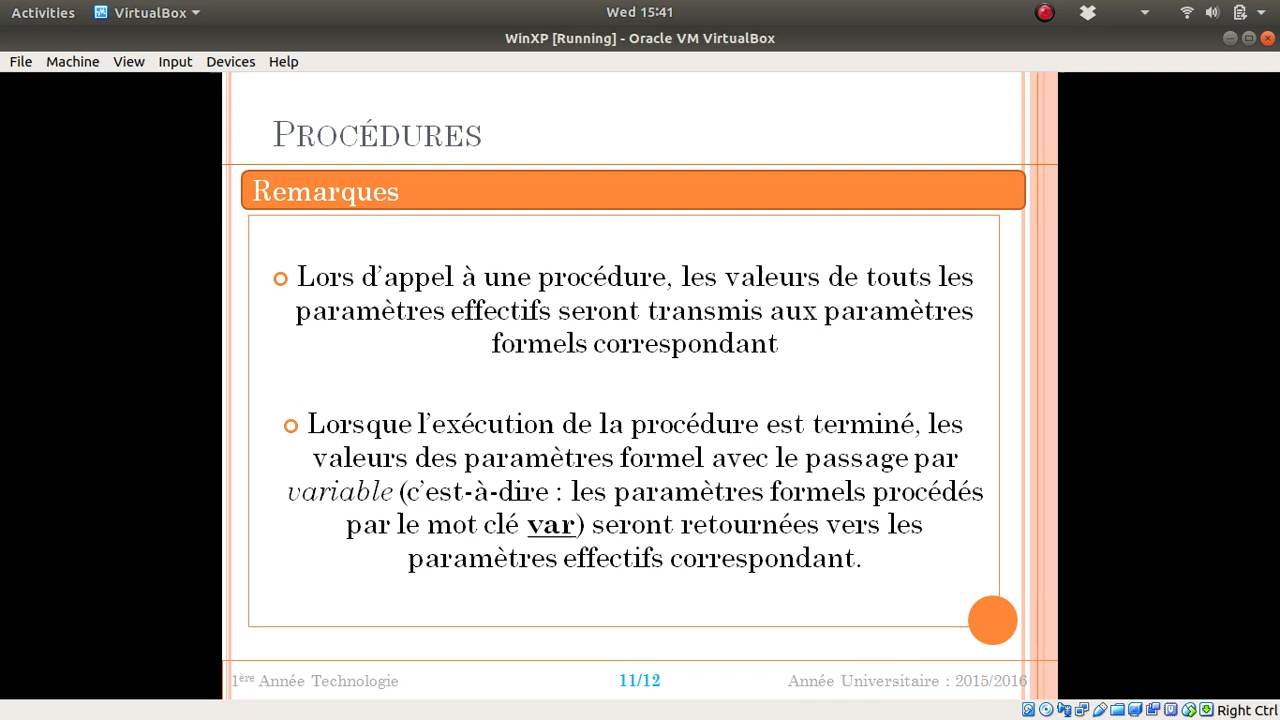 Activities VirtualBox Wed 15:41
WinXP [Running] - Oracle VM VirtualBox
File Machine View Input Devices Help
PROCÉDURES
Remarques
Lors d'appel à une procédure, les valeurs de touts les
paramètres effectifs seront transmis aux paramètres
formels correspondant
Lorsque l'exécution de la procédure est terminé, les
valeurs des paramètres formel avec le passage par
variable (c'est-à-dire : les paramètres formels procédés
par le mot clé var) seront retournées vers les
paramètres effectifs correspondant.
1ère Année Technologie 11/12 Année Universitaire : 2015/2016
Right Ctrl